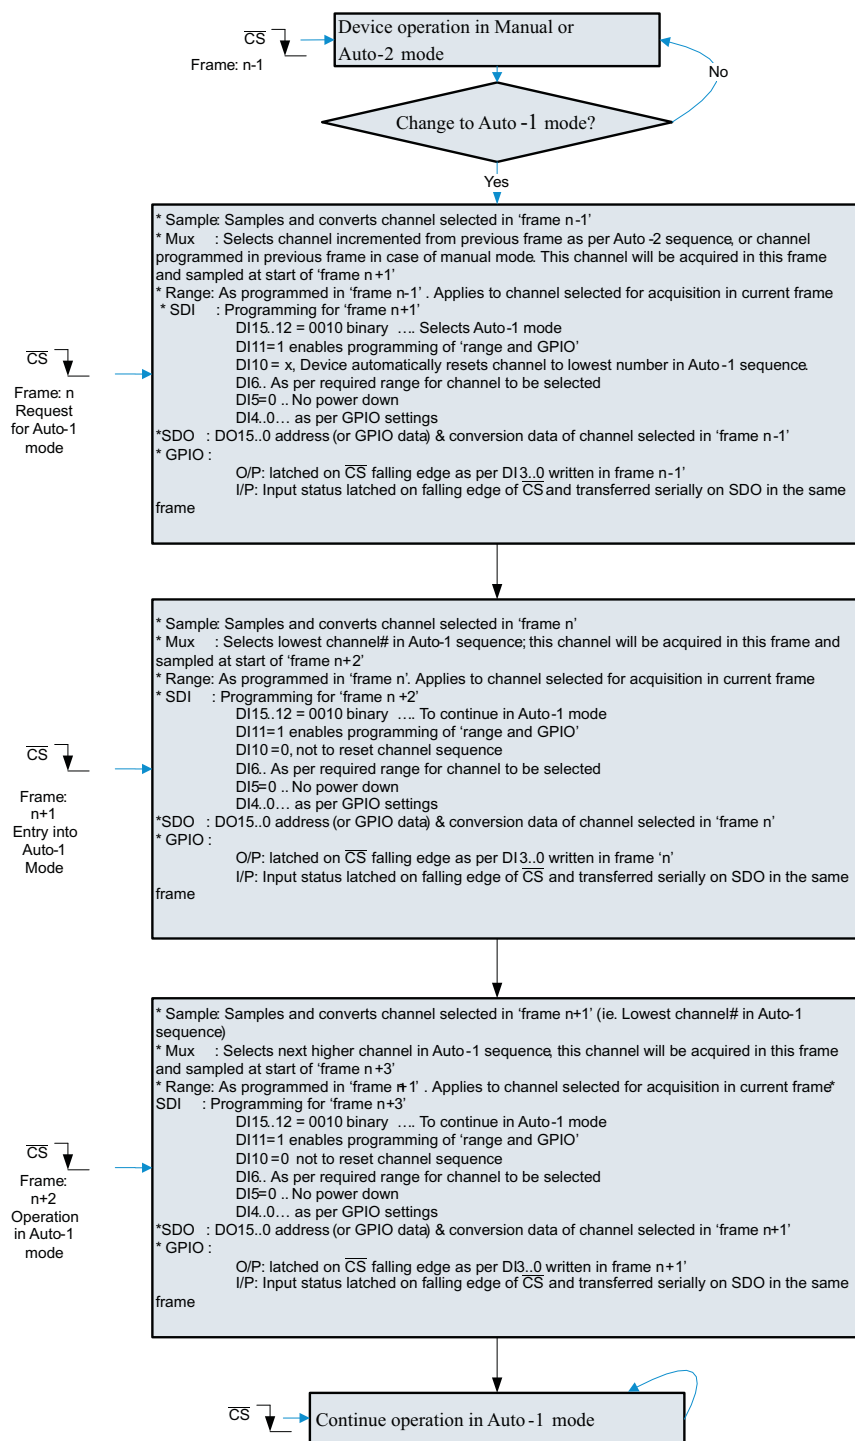 Device operation in Manual or
Auto-2 mode
CS
Frame: n-1
No
Change to Auto -1 mode?
Yes
* Sample: Samples and converts channel selected in ‘frame n-1’
* Mux : Selects channel incremented from previous frame as per Auto -2 sequence, or channel
programmed in previous frame in case of manual mode. This channel will be acquired in this frame
and sampled at start of ‘frame n+1’
* Range: As programmed in ‘frame n-1’ . Applies to channel selected for acquisition in current frame
* SDI : Programming for ‘frame n+1’
DI15..12 = 0010 binary .... Selects Auto-1 mode
DI11=1 enables programming of ‘range and GPIO’
DI10 = x, Device automatically resets channel to lowest number in Auto-1 sequence.
DI6.. As per required range for channel to be selected
DI5=0 .. No power down
DI4..0… as per GPIO settings
*SDO : DO15..0 address (or GPIO data) & conversion data of channel selected in ‘frame n-1’
* GPIO :
O/P: latched on CS falling edge as per DI3..0 written in frame n-1’
I/P: Input status latched on falling edge of CS and transferred serially on SDO in the same
frame
CS
Frame: n
Request
for Auto-1
mode
* Sample: Samples and converts channel selected in ‘frame n’
* Mux : Selects lowest channel# in Auto-1 sequence; this channel will be acquired in this frame and
sampled at start of ‘frame n+2’
* Range: As programmed in ‘frame n’. Applies to channel selected for acquisition in current frame
* SDI : Programming for ‘frame n +2’
DI15..12 = 0010 binary .... To continue in Auto-1 mode
DI11=1 enables programming of ‘range and GPIO’
DI10 =0, not to reset channel sequence
DI6.. As per required range for channel to be selected
DI5=0 .. No power down
DI4..0… as per GPIO settings
*SDO : DO15..0 address (or GPIO data) & conversion data of channel selected in ‘frame n’
* GPIO :
O/P: latched on CS falling edge as per DI3..0 written in frame ‘n’
I/P: Input status latched on falling edge of CS and transferred serially on SDO in the same
frame
CS
Frame:
n+1
Entry into
Auto-1
Mode
* Sample: Samples and converts channel selected in ‘frame n+1’ (ie. Lowest channel# in Auto-1
sequence)
* Mux : Selects next higher channel in Auto-1 sequence, this channel will be acquired in this frame
and sampled at start of ‘frame n+3’
* Range: As programmed in ‘frame n+1’ . Applies to channel selected for acquisition in current frame*
SDI : Programming for ‘frame n+3’
DI15..12 = 0010 binary .... To continue in Auto-1 mode
DI11=1 enables programming of ‘range and GPIO’
DI10 =0 not to reset channel sequence
DI6.. As per required range for channel to be selected
DI5=0 .. No power down
DI4..0… as per GPIO settings
*SDO : DO15..0 address (or GPIO data) & conversion data of channel selected in ‘frame n+1’
* GPIO :
O/P: latched on CS falling edge as per DI3..0 written in frame n+1’
I/P: Input status latched on falling edge of CS and transferred serially on SDO in the same
frame
CS
Frame:
n+2
Operation
in Auto-1
mode
CS
Continue operation in Auto -1 mode